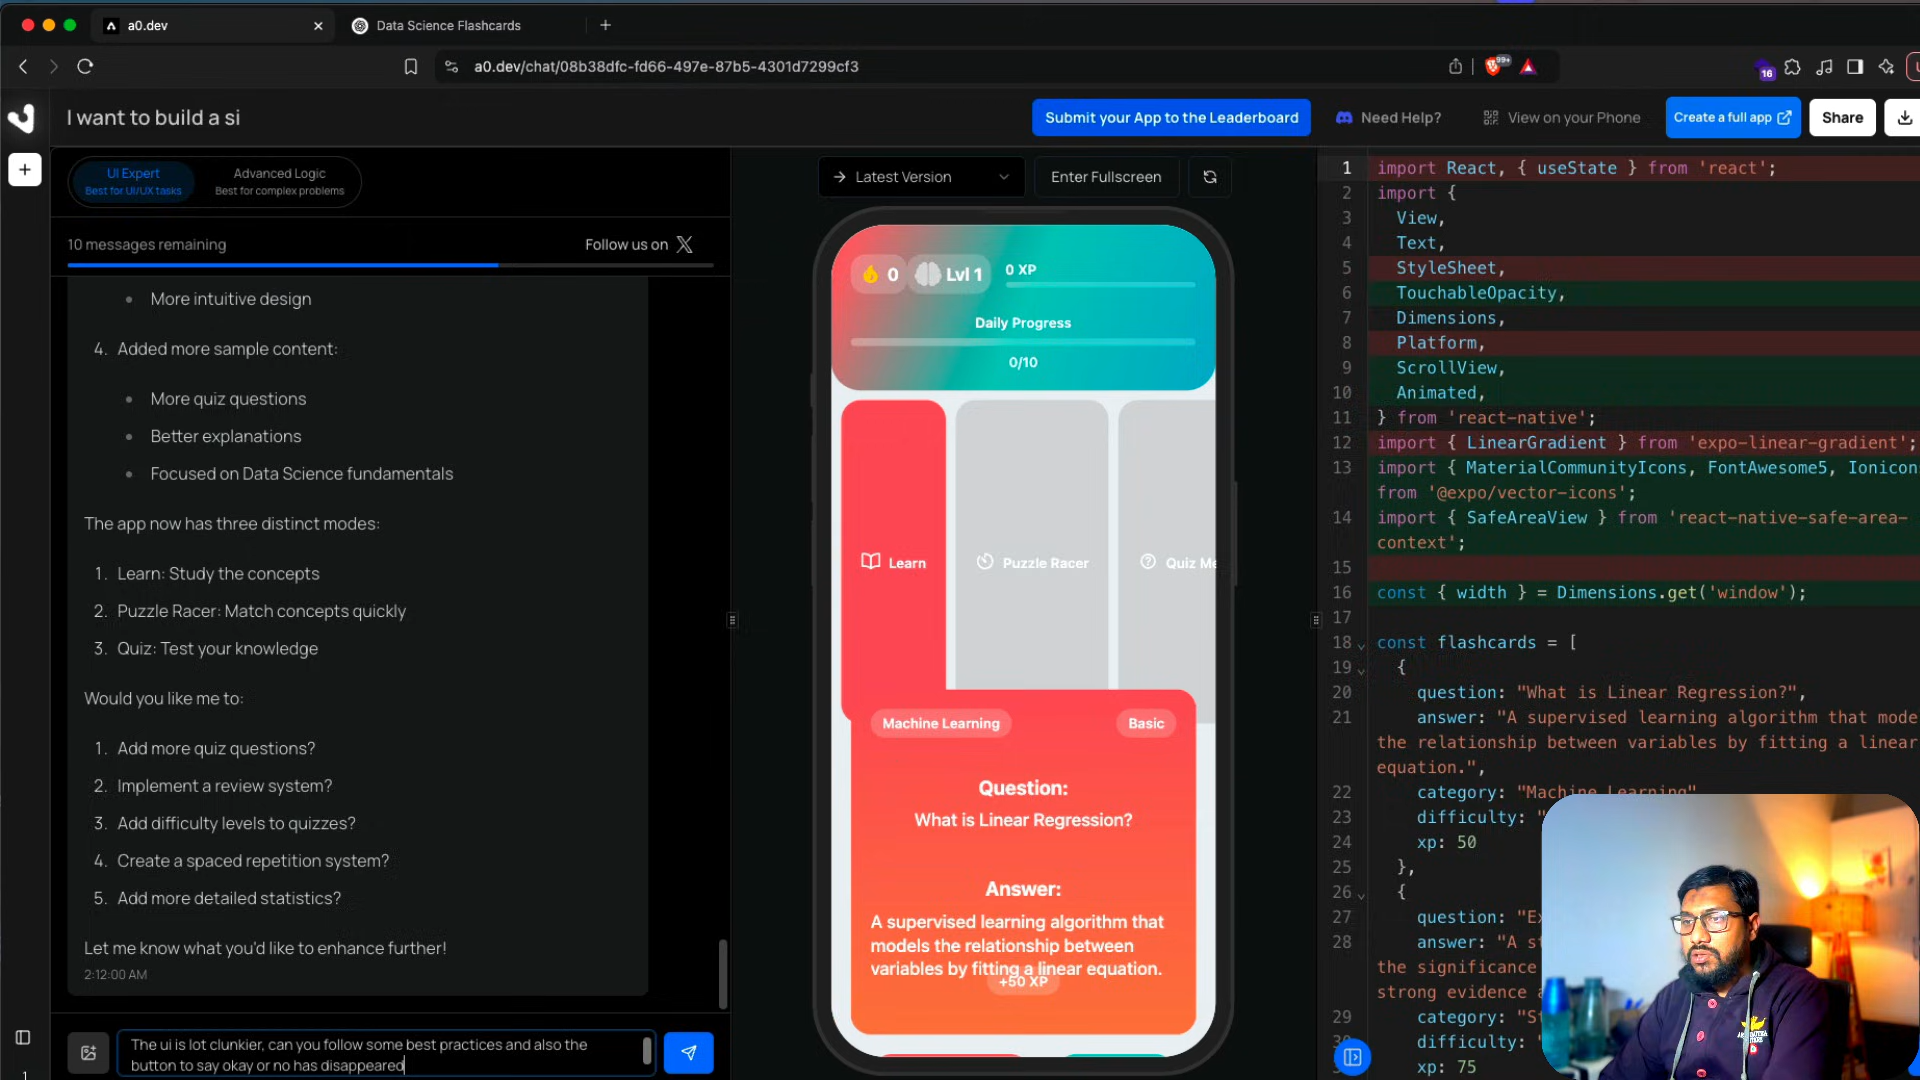 a0.dev
Data Science Flashcards
a0.dev/chat/08b38dfc-fd66-497e-87b5-4301d7299cf3
99+
16
I want to build a si
Submit your App to the Leaderboard
Need Help?
View on your Phone
Create a full app
Share
UI Expert
Best for UI/UX tasks
Advanced Logic
Best for complex problems
10 messages remaining
Follow us on X
• More intuitive design
4. Added more sample content:
• More quiz questions
• Better explanations
• Focused on Data Science fundamentals
The app now has three distinct modes:
1. Learn: Study the concepts
2. Puzzle Racer: Match concepts quickly
3. Quiz: Test your knowledge
Would you like me to:
1. Add more quiz questions?
2. Implement a review system?
3. Add difficulty levels to quizzes?
4. Create a spaced repetition system?
5. Add more detailed statistics?
Let me know what you'd like to enhance further!
2:12:00 AM
The ui is lot clunkier, can you follow some best practices and also the
button to say okay or no has disappeared
Latest Version
Enter Fullscreen
0
Lvl 1
0 XP
Daily Progress
0/10
Learn
Puzzle Racer
Quiz Me
Machine Learning
Basic
Question:
What is Linear Regression?
Answer:
A supervised learning algorithm that
models the relationship between
variables by fitting a linear equation.
+50 XP
1 import React, { useState } from 'react';
2 import {
3 View,
4 Text,
5 StyleSheet,
6 TouchableOpacity,
7 Dimensions,
8 Platform,
9 ScrollView,
10 Animated,
11 } from 'react-native';
12 import { LinearGradient } from 'expo-linear-gradient';
13 import { MaterialCommunityIcons, FontAwesome5, Ionicon
from '@expo/vector-icons';
14 import { SafeAreaView } from 'react-native-safe-area-
context';
15
16 const { width } = Dimensions.get('window');
17
18 const flashcards = [
19 {
20 question: "What is Linear Regression?",
21 answer: "A supervised learning algorithm that mode
the relationship between variables by fitting a linear
equation.",
22 category: "Machine Learning"
23 difficulty: "
24 xp: 50
25 },
26 {
27 question: "E
28 answer: "A s
the significance
strong evidence
29 category: "S
30 difficulty: "
31 xp: 75